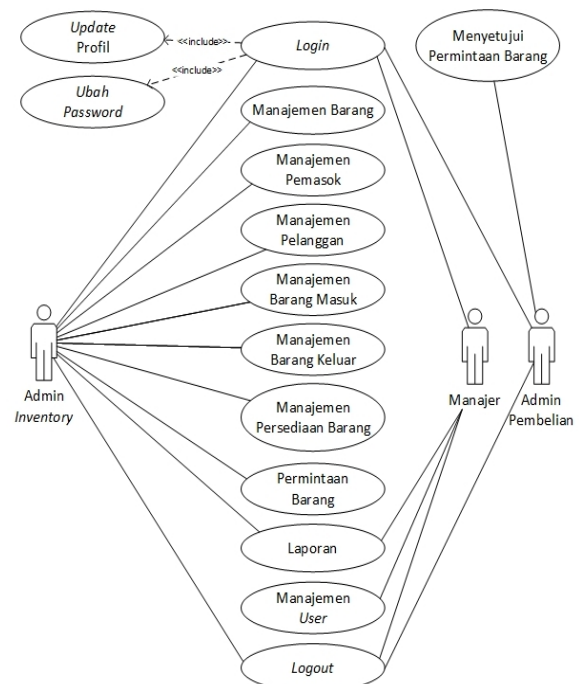 Update
Profil
<<include>>
Login
Menyetujui
Permintaan Barang
<<include>>
Ubah
Password
Manajemen Barang
Manajemen
Pemasok
Manajemen
Pelanggan
Manajemen
Barang Masuk
Manajemen
Barang Keluar
Admin
Inventory
Manajer
Admin
Pembelian
Manajemen
Persediaan Barang
Permintaan
Barang
Laporan
Manajemen
User
Logout